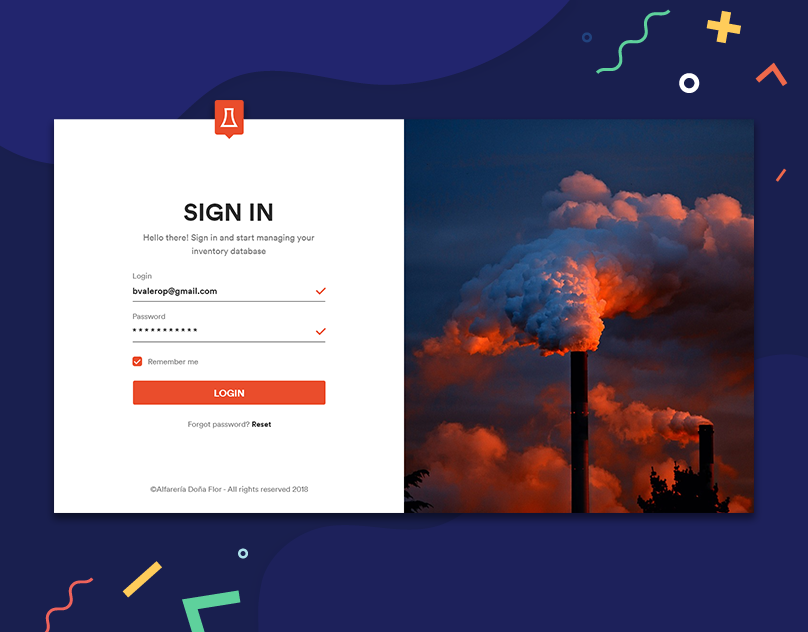 SIGN IN
Hello there! Sign in and start managing your
inventory database
Login
bvalerop@gmail.com
Password
***********
Remember me
LOGIN
Forgot password? Reset
©Alfarería Doña Flor - All rights reserved 2018